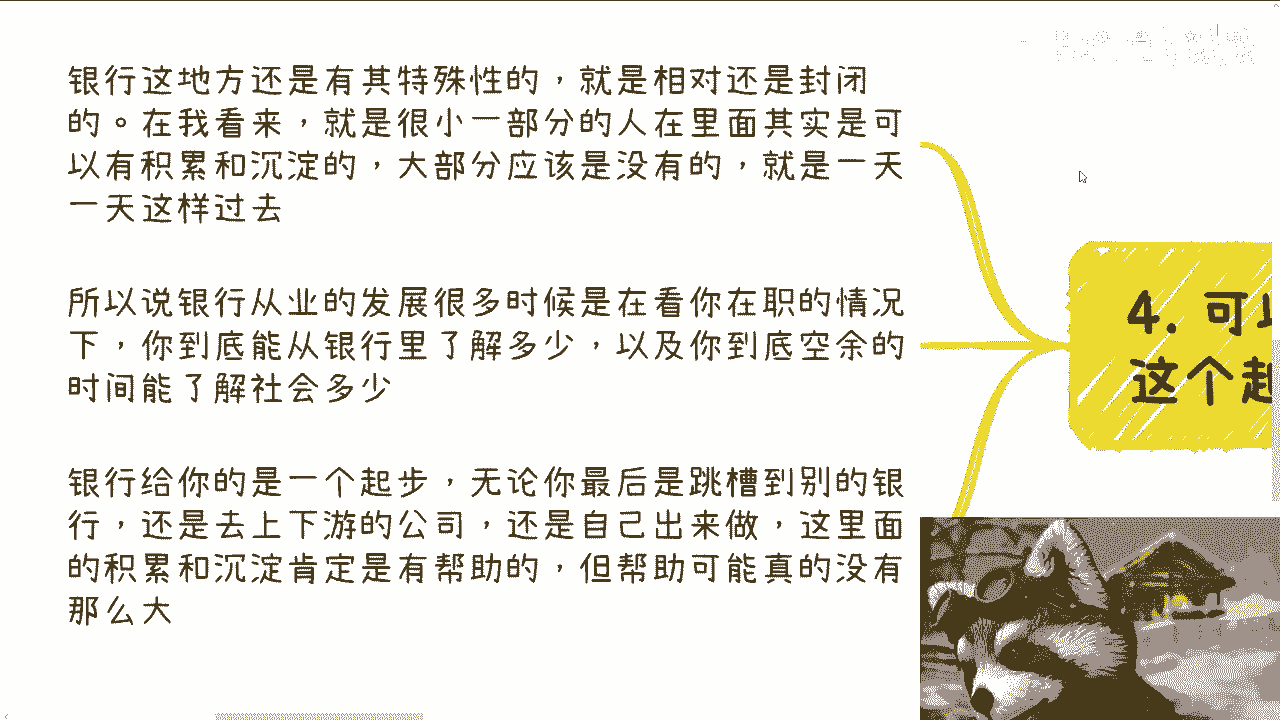 银行这地方还是有其特殊性的，就是相对还是封闭
的。在我看来，就是很小一部分的人在里面其实是可
以有积累和沉淀的，大部分应该是没有的，就是一天
一天这样过去
所以说银行从业的发展很多时候是在看你在职的情况
下，你到底能从银行里了解多少，以及你到底空余的
时间能了解社会多少
银行给你的是一个起步，无论你最后是跳槽到别的银
行，还是去上下游的公司，还是自己出来做，这里面
的积累和沉淀肯定是有帮助的，但帮助可能真的没有
那么大
4. 可
这个